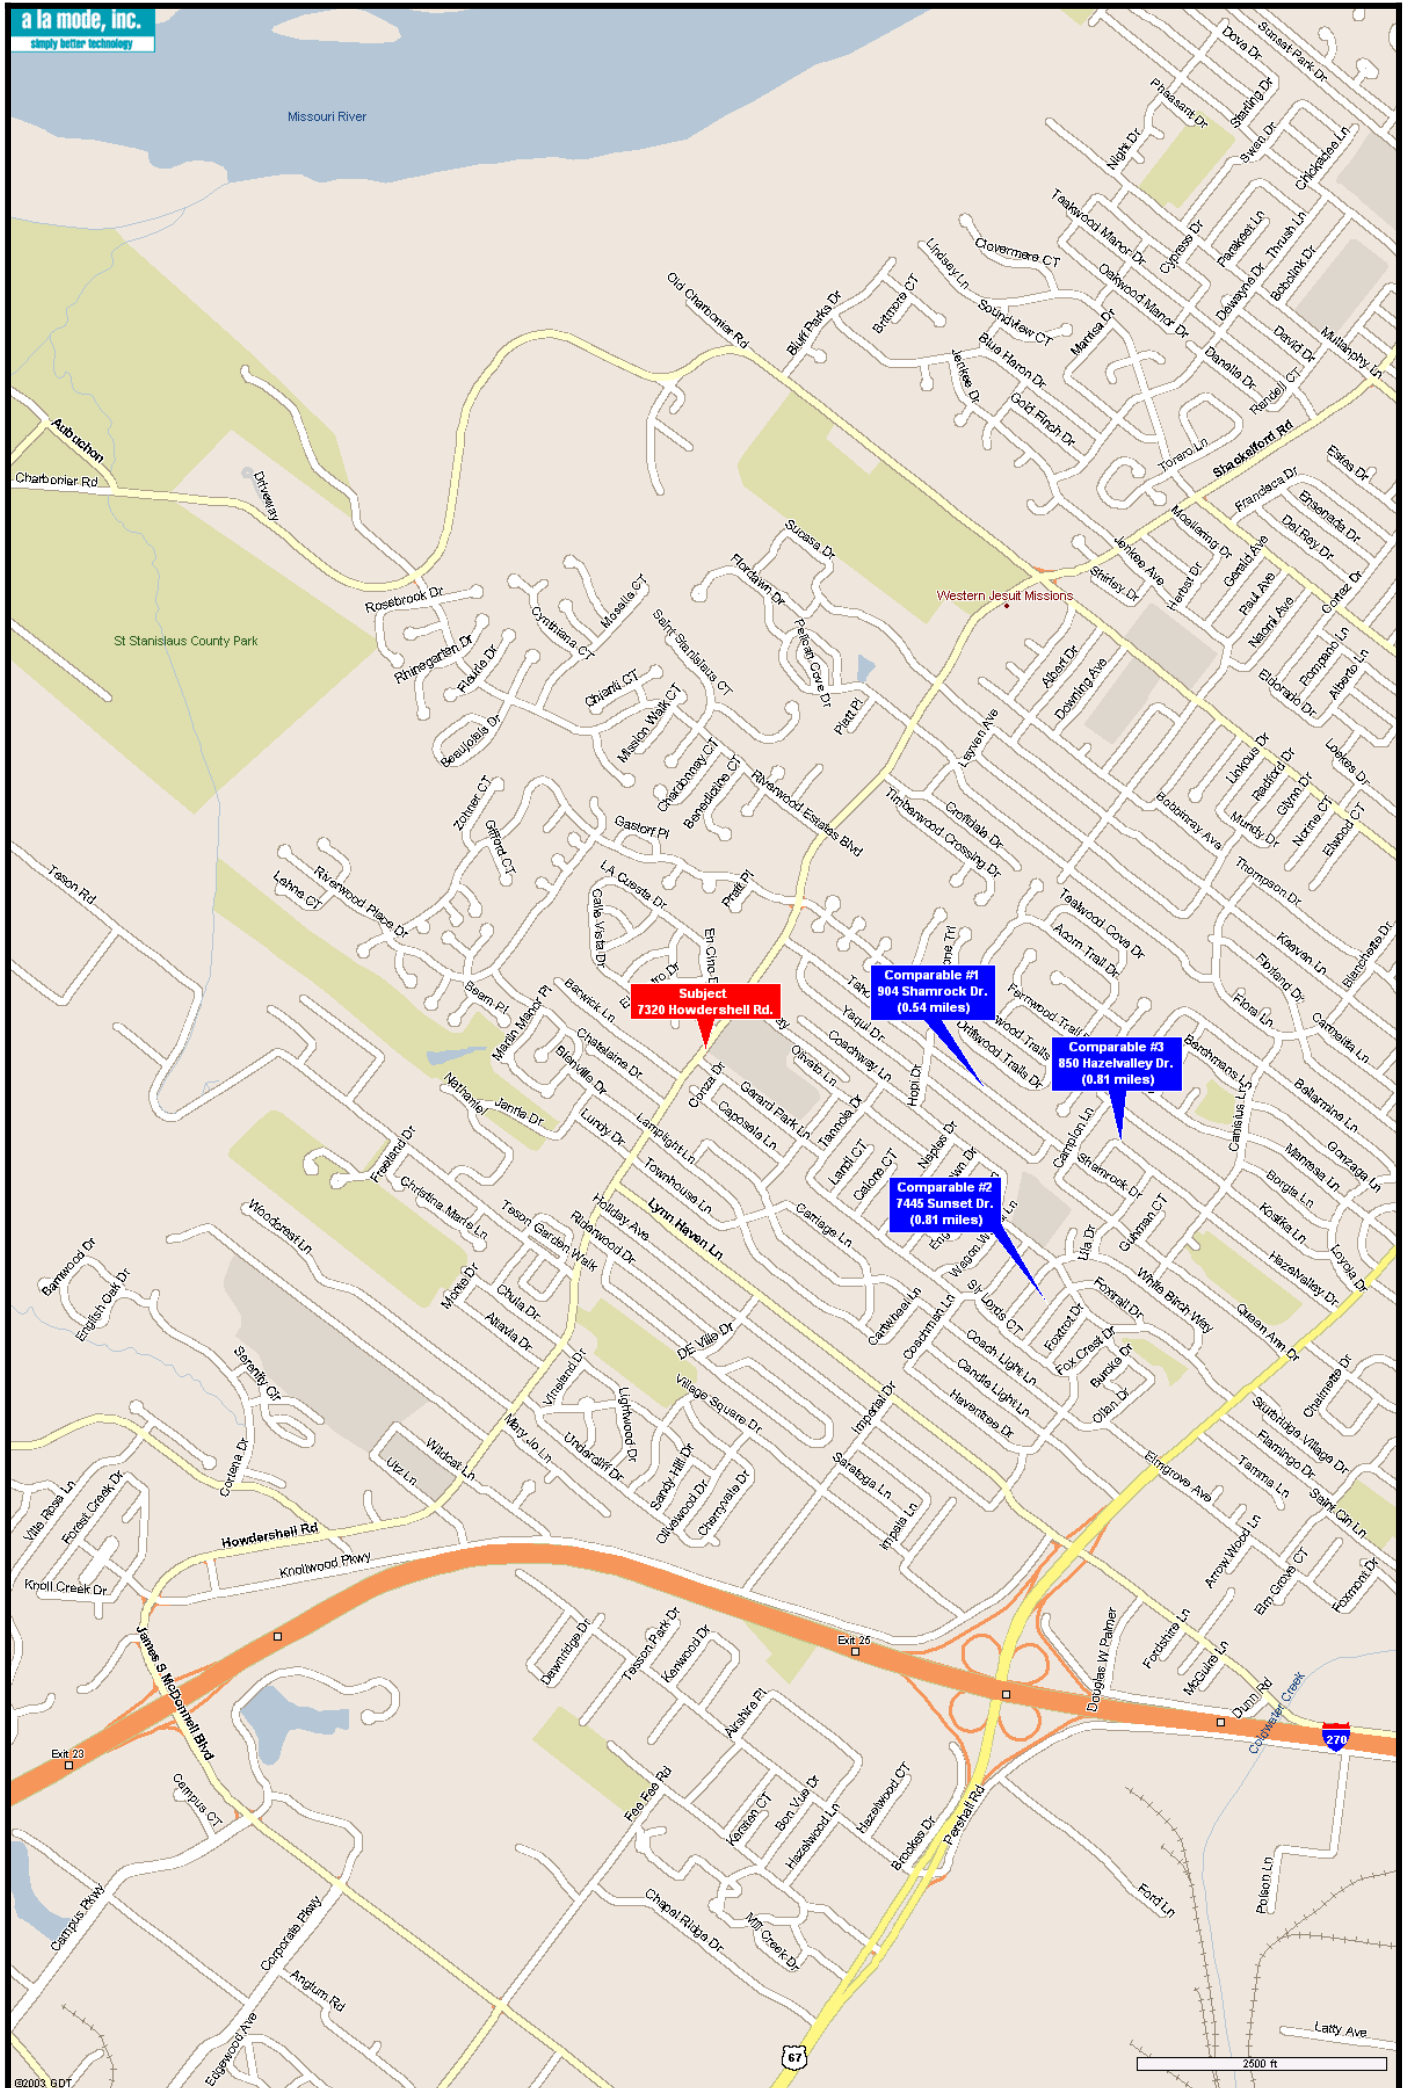 a la mode, inc.
simply better technology
Missouri River
Sunset Park Dr
Dove Dr
Pheasant Dr
Starling Dr
Swan Dr
Night Dr
Chickadee Ln
Teakwood Manor Dr
Cypress Dr
Parakeet Ln
Thrush Ln
Clovermere CT
Lindsey Ln
Oakwood Manor Dr
Dewayne Dr
Bobolink Dr
Old Charbonier Rd
Bluff Parks Dr
Britmore CT
Soundview CT
Marrisa Dr
Blue Heron Dr
David Dr
Mullanphy Ln
Danelle Dr
Jenkee Dr
Randell CT
Gold Finch Dr
Aubuchon
Toraro Ln
Shackelford Rd
Estes Dr
Charbonier Rd
Driveway
Francisca Dr
Ensenada Dr
Moellering Dr
Del Rey Dr
Sucasa Dr
Jenkee Ave
Gerald Ave
Flordawn Dr
Shirley Dr
Herbst Dr
Paul Ave
Cortez Dr
Rosebrook Dr
Western Jesuit Missions
Naomi Ave
Moselle CT
Cynthiana CT
Saint Stanislaus CT
Pelican Cove Dr
St Stanislaus County Park
Rhinegarten Dr
Fleurie Dr
Albert Dr
Downing Ave
Pompano Ln
Alberto Ln
Eldorado Dr
Chianti CT
Mission Walk CT
Platt Pl
Beaujolais Dr
Layven Ave
Linkous Dr
Radford Dr
Loekes Dr
Chardonnay CT
Benedictine CT
Riverwood Estates Blvd
Zohner CT
Gifford CT
Gastorf Pl
Timberwood Crossing Dr
Croftdale Dr
Bobbinray Ave
Glynn Dr
Mundy Dr
Norine CT
Elwood CT
Teson Rd
Lehne CT
Riverwood Place Dr
LA Cuesta Dr
Pratt Pl
Calle Vista Dr
Thompson Dr
Teakwood Cove Dr
Acorn Trail Dr
Keeven Ln
Blanchette Dr
Florland Dr
Beam Pl
Barwick Ln
Comparable #1
904 Shamrock Dr.
(0.54 miles)
Subject
7320 Howdershell Rd.
Yaqui Dr
Flora Ln
Carmelita Ln
Martin Manor Pl
Chatelaine Dr
Coachway Ln
Driftwood Trails Dr
Comparable #3
850 Hazelvalley Dr.
(0.81 miles)
Berchmans Ln
Bellarmine Ln
Blenville Dr
Conza Dr
Olivato Ln
Hopi Dr
Nathaniel
Janna Dr
Gerard Park Ln
Caposele Ln
Tannola Dr
Canisius Ln
Gonzaga Ln
Lundy Dr
Lamplight Ln
Campion Ln
Freeland Dr
Naples Dr
Landi CT
Calone CT
Shamrock Dr
Manresa Ln
Borgia Ln
Comparable #2
7445 Sunset Dr.
(0.81 miles)
Christina Marie Ln
Townhouse Ln
Carriage Ln
Guhman CT
Kostka Ln
Loyola Dr
Woodcrest Ln
Teson Garden Walk
Holiday Ave
Riderwood Dr
Lynn Haven Ln
Lila Dr
Hazelvalley Dr
Barnwood Dr
English Oak Dr
Monte Dr
Chula Dr
Altavia Dr
Cartwheel Ln
Coachman Ln
Sir Lords CT
Foxtrail Dr
White Birch Way
Queen Ann Dr
Foxtrot Dr
DE Ville Dr
Fox Crest Dr
Serenity Cir
Vineland Dr
Coach Light Ln
Candle Light Ln
Burcke Dr
Chalmette Dr
Village Square Dr
Lightwood Dr
Imperial Dr
Haventree Dr
Ollan Dr
Cortena Dr
Mary Jo Ln
Undercliff Dr
Sturbridge Village Dr
Flamingo Dr
Wildcat Ln
Utz Ln
Saratoga Ln
Elmgrove Ave
Tamma Ln
Ville Rosa Ln
Forest Creek Dr
Sandy Hill Dr
Olivewood Dr
Cherryvale Dr
Saint Cin Ln
Howdershell Rd
Impala Ln
Arrow Wood Ln
Elm Grove CT
Foxmont Dr
Knoll Creek Dr
Knollwood Pkwy
Dawnridge Dr
Tesson Park Dr
Kenwood Dr
Exit 25
Douglas W Palmer
Fordshire Ln
McGuire Ln
James S McDonnell Blvd
Dunn Rd
Coldwater Creek
Airshire Pl
270
Exit 23
Campus CT
Fee Fee Rd
Kersten CT
Bon Vue Dr
Hazelwood Ln
Hazelwood CT
Brookes Dr
Pershall Rd
Campus Pkwy
Corporate Pkwy
Chapel Ridge Dr
Mill Creek Dr
Ford Ln
Polson Ln
Anglum Rd
Edgewood Ave
Latty Ave
67
2500 ft
©2003 GDT